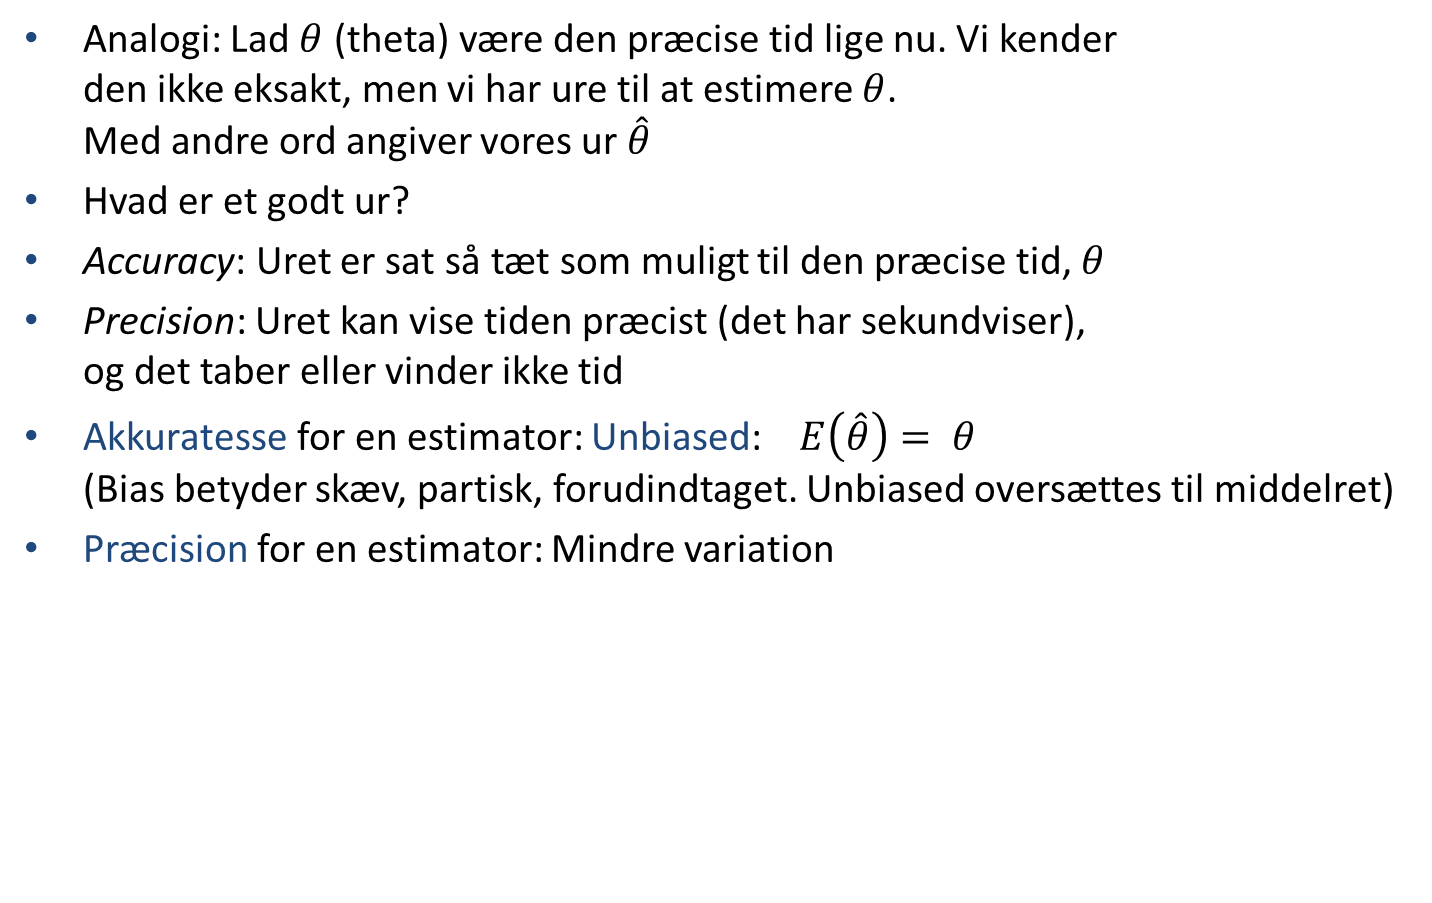 • Analogi: Lad θ (theta) være den præcise tid lige nu. Vi kender
den ikke eksakt, men vi har ure til at estimere θ.
Med andre ord angiver vores ur θ̂
• Hvad er et godt ur?
• Accuracy: Uret er sat så tæt som muligt til den præcise tid, θ
• Precision: Uret kan vise tiden præcist (det har sekundviser),
og det taber eller vinder ikke tid
• Akkuratesse for en estimator: Unbiased: E(θ̂) = θ
(Bias betyder skæv, partisk, forudindtaget. Unbiased oversættes til middelret)
• Præcision for en estimator: Mindre variation